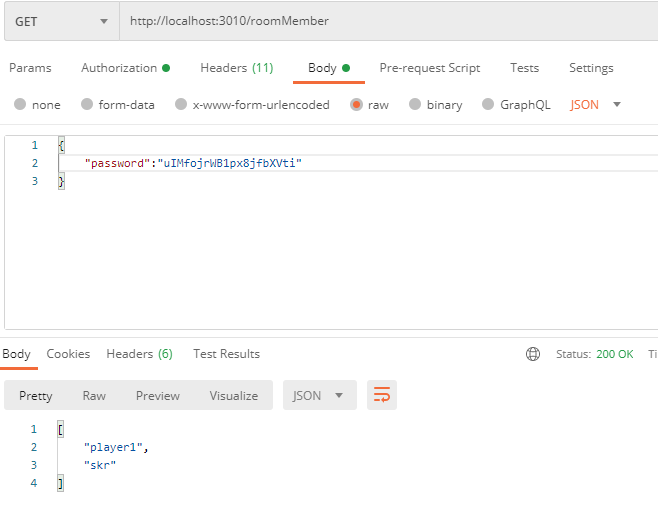 GET http://localhost:3010/roomMember
Params Authorization Headers (11) Body Pre-request Script Tests Settings
none form-data x-www-form-urlencoded raw binary GraphQL JSON
1 {
2 "password":"uIMfojrWB1px8jfbXVti"
3 }
Body Cookies Headers (6) Test Results Status: 200 OK Ti
Pretty Raw Preview Visualize JSON
1 [
2 "player1",
3 "skr"
4 ]